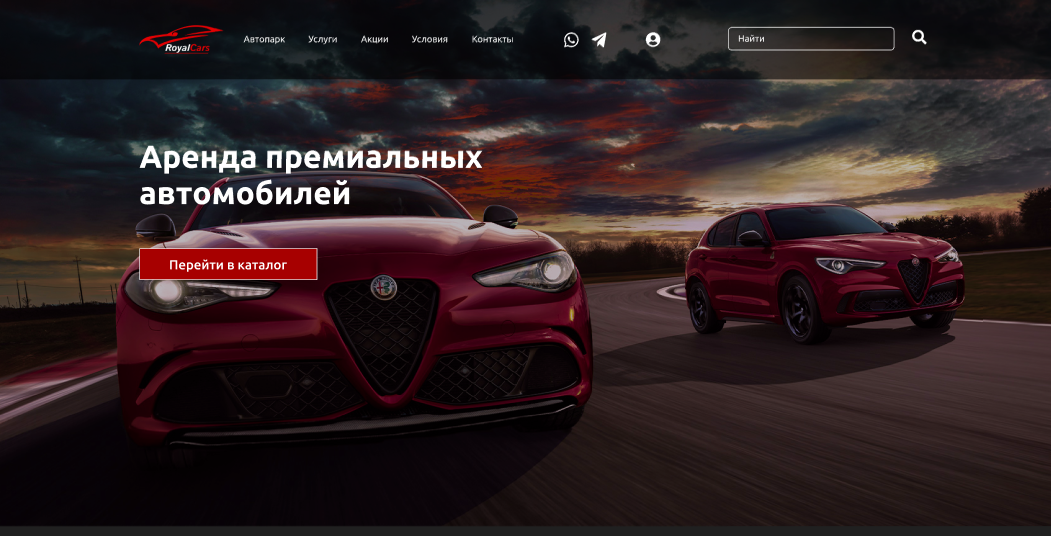 RoyalCars
Автопарк Услуги Акции Условия Контакты
Найти
Аренда премиальных
автомобилей
Перейти в каталог